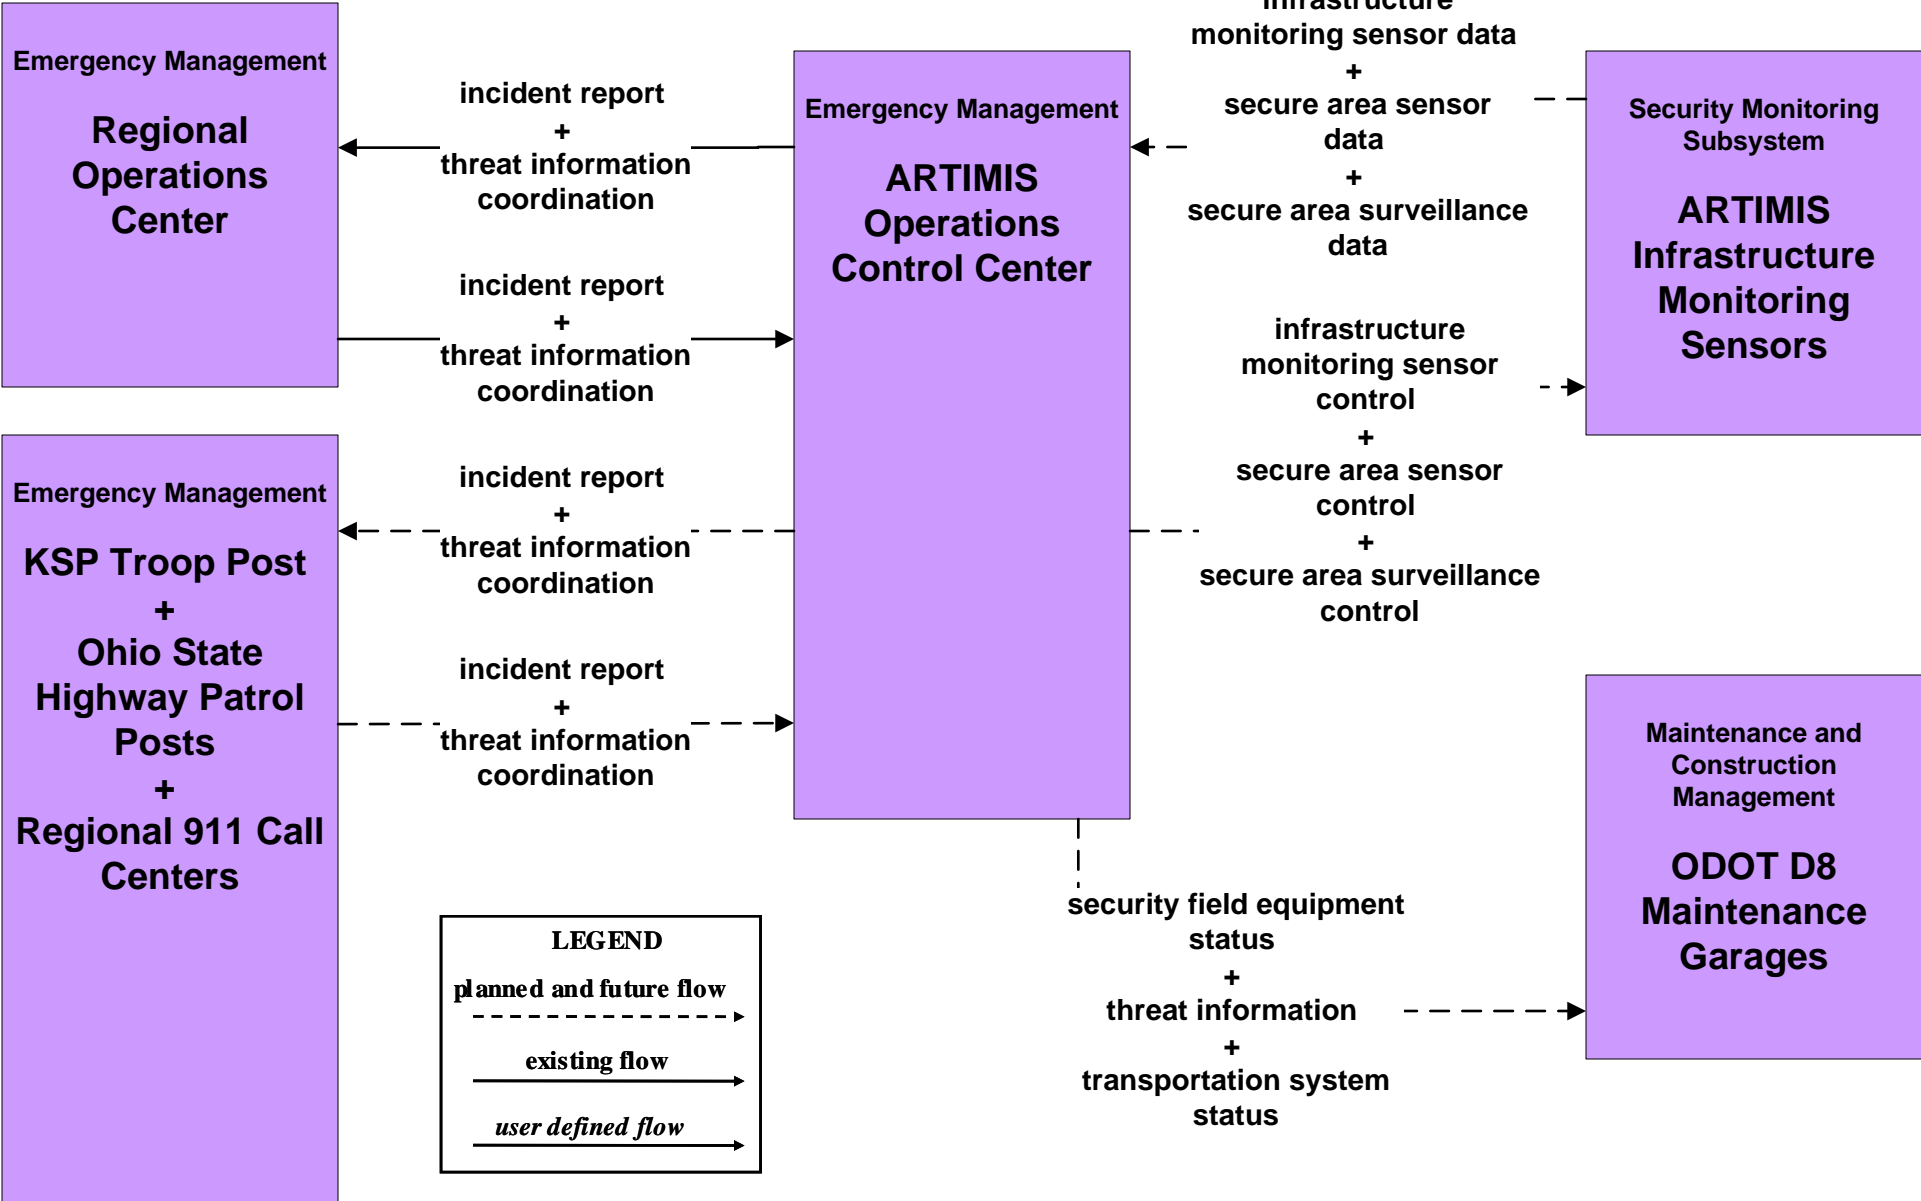 Emergency Management
Regional
Operations
Center
Emergency Management
KSP Troop Post
+
Ohio State
Highway Patrol
Posts
+
Regional 911 Call
Centers
incident report
+
threat information
coordination
incident report
+
threat information
coordination
incident report
+
threat information
coordination
incident report
+
threat information
coordination
LEGEND
planned and future flow
existing flow
user defined flow
Emergency Management
ARTIMIS
Operations
Control Center
infrastructure
monitoring sensor data
+
secure area sensor
data
+
secure area surveillance
data
infrastructure
monitoring sensor
control
+
secure area sensor
control
+
secure area surveillance
control
security field equipment
status
+
threat information
+
transportation system
status
Security Monitoring
Subsystem
ARTIMIS
Infrastructure
Monitoring
Sensors
Maintenance and
Construction
Management
ODOT D8
Maintenance
Garages